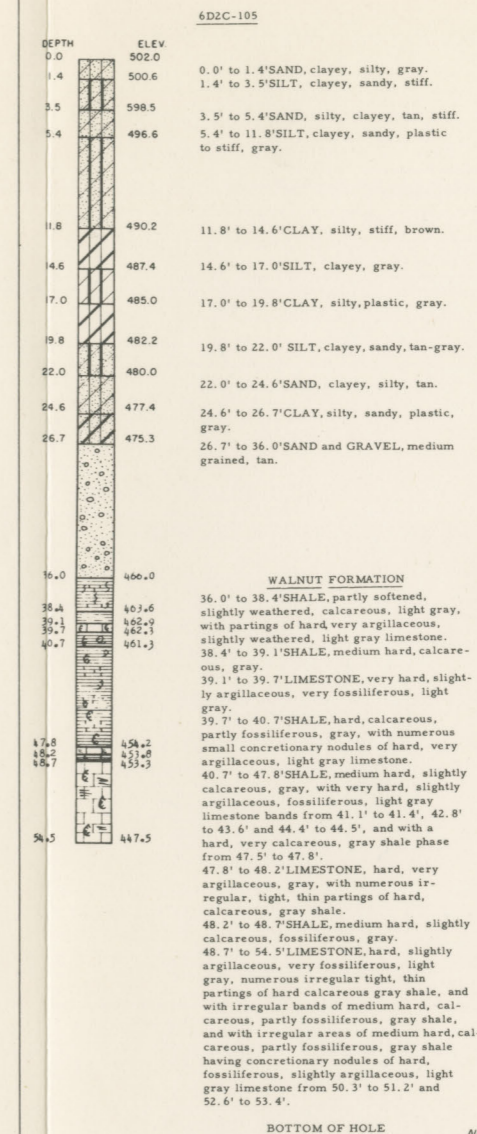 6D2C-105
DEPTH ELEV.
0.0 502.0
1.4 500.6
3.5 598.5
5.4 496.6
11.8 490.2
14.6 487.4
17.0 485.0
19.8 482.2
22.0 480.0
24.6 477.4
26.7 475.3
36.0 466.0
38.4 463.6
39.1 462.9
39.7 462.3
40.7 461.3
47.8 454.2
48.2 453.8
48.7 453.3
54.5 447.5
0.0' to 1.4'SAND, clayey, silty, gray.
1.4' to 3.5'SILT, clayey, sandy, stiff.
3.5' to 5.4'SAND, silty, clayey, tan, stiff.
5.4' to 11.8'SILT, clayey, sandy, plastic
to stiff, gray.
11.8' to 14.6'CLAY, silty, stiff, brown.
14.6' to 17.0'SILT, clayey, gray.
17.0' to 19.8'CLAY, silty, plastic, gray.
19.8' to 22.0' SILT, clayey, sandy, tan-gray.
22.0' to 24.6'SAND, clayey, silty, tan.
24.6' to 26.7'CLAY, silty, sandy, plastic,
gray.
26.7' to 36.0'SAND and GRAVEL, medium
grained, tan.
WALNUT FORMATION
36.0' to 38.4'SHALE, partly softened,
slightly weathered, calcareous, light gray,
with partings of hard, very argillaceous,
slightly weathered, light gray limestone.
38.4' to 39.1'SHALE, medium hard, calcare-
ous, gray.
39.1' to 39.7'LIMESTONE, very hard, slight-
ly argillaceous, very fossiliferous, light
gray.
39.7' to 40.7'SHALE, hard, calcareous,
partly fossiliferous, gray, with numerous
small concretionary nodules of hard, very
argillaceous, light gray limestone.
40.7' to 47.8'SHALE, medium hard, slightly
calcareous, gray, with very hard, slightly
argillaceous, fossiliferous, light gray
limestone bands from 41.1' to 41.4', 42.8'
to 43.6' and 44.4' to 44.5', and with a
hard, very calcareous, gray shale phase
from 47.5' to 47.8'.
47.8' to 48.2'LIMESTONE, hard, very
argillaceous, gray, with numerous ir-
regular, tight, thin partings of hard,
calcareous, gray shale.
48.2' to 48.7'SHALE, medium hard, slightly
calcareous, fossiliferous, gray.
48.7' to 54.5'LIMESTONE, hard, slightly
argillaceous, very fossiliferous, light
gray, numerous irregular tight, thin
partings of hard calcareous gray shale, and
with irregular bands of medium hard, cal-
careous, partly fossiliferous, gray shale,
and with irregular areas of medium hard, cal
careous, partly fossiliferous, gray shale
having concretionary nodules of hard,
fossiliferous, slightly argillaceous, light
gray limestone from 50.3' to 51.2' and
52.6' to 53.4'.
BOTTOM OF HOLE